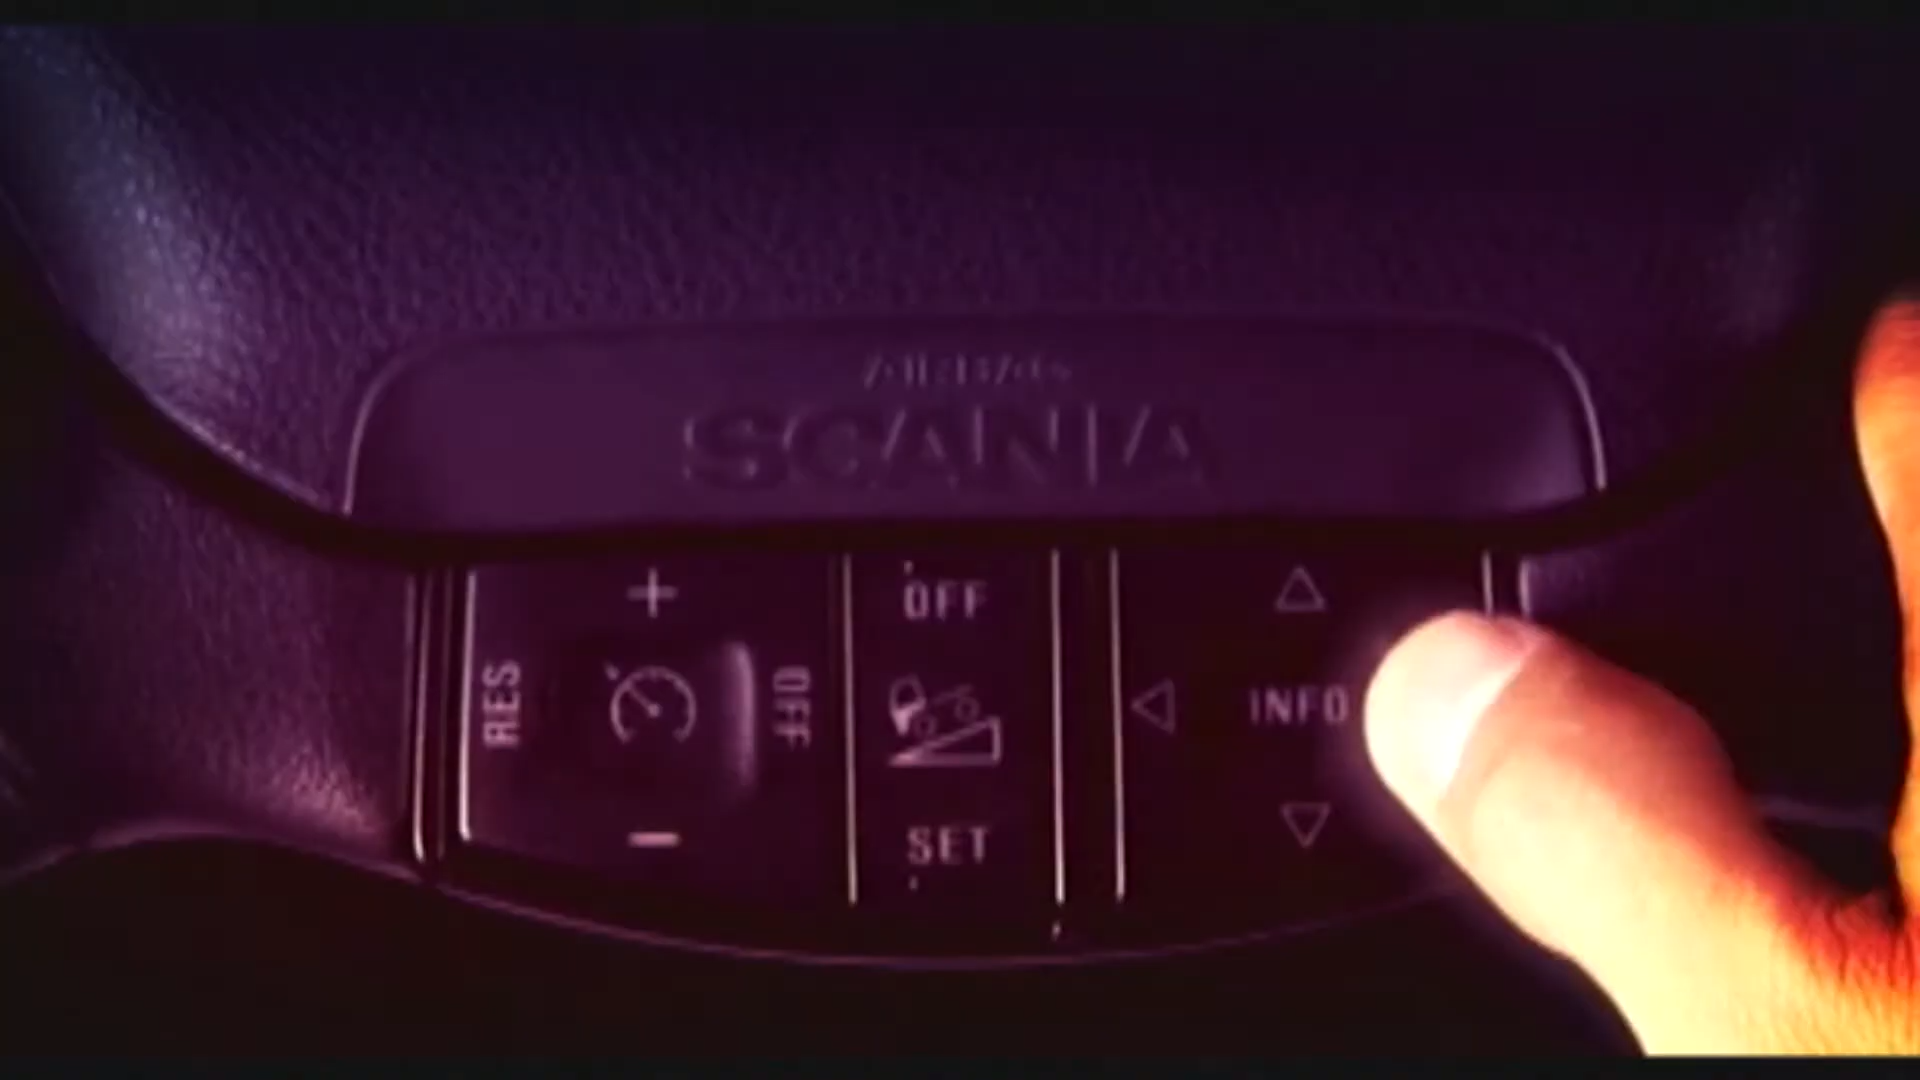 SCANIA
OFF
RES
OFF
INFO
SET